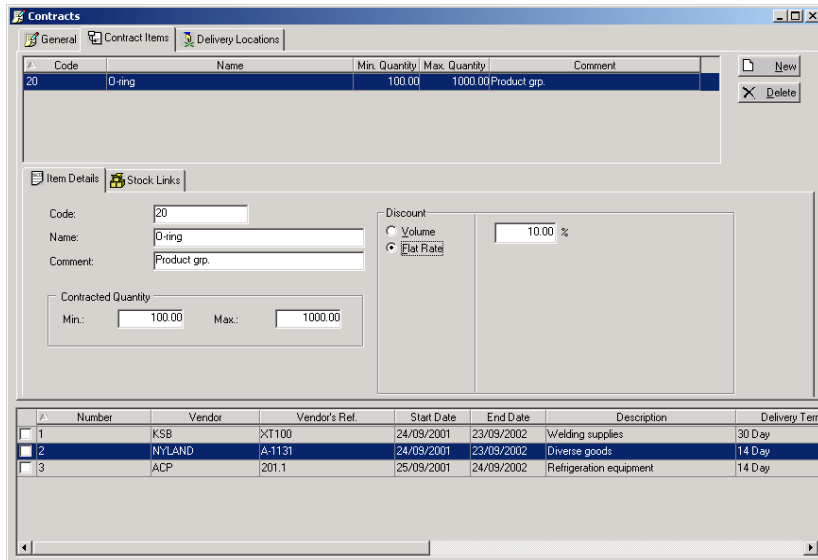 Contracts
General Contract Items Delivery Locations
Code Name Min. Quantity Max. Quantity Comment
20 O-ring 100.00 1000.00 Product grp.
New
Delete
Item Details Stock Links
Code: 20
Name: O-ring
Comment: Product grp.
Contracted Quantity
Min.: 100.00 Max.: 1000.00
Discount
Volume
Flat Rate
10.00 %
Number Vendor Vendor's Ref. Start Date End Date Description Delivery Term
1 KSB XT100 24/09/2001 23/09/2002 Welding supplies 30 Day
2 NYLAND A-1131 24/09/2001 23/09/2002 Diverse goods 14 Day
3 ACP 201.1 25/09/2001 24/09/2002 Refrigeration equipment 14 Day